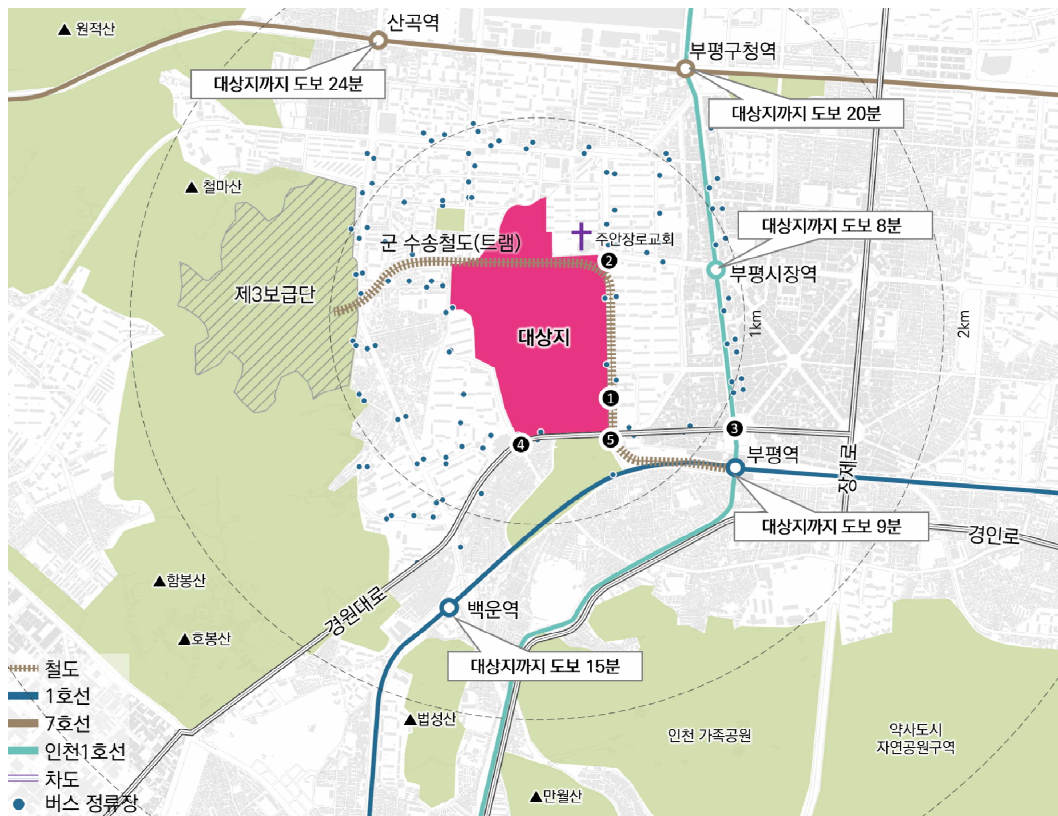 ▲ 원적산
산곡역
부평구청역
대상지까지 도보 24분
대상지까지 도보 20분
▲ 철마산
대상지까지 도보 8분
주안장로교회
군 수송철도(트램)
2
부평시장역
제3보급단
1km
2km
대상지
1
3
4
5
부평역
장제로
대상지까지 도보 9분
경인로
▲함봉산
경원대로
백운역
▲호봉산
대상지까지 도보 15분
철도
1호선
7호선
인천1호선
차도
버스 정류장
▲법성산
인천 가족공원
약사도시
자연공원구역
▲만월산